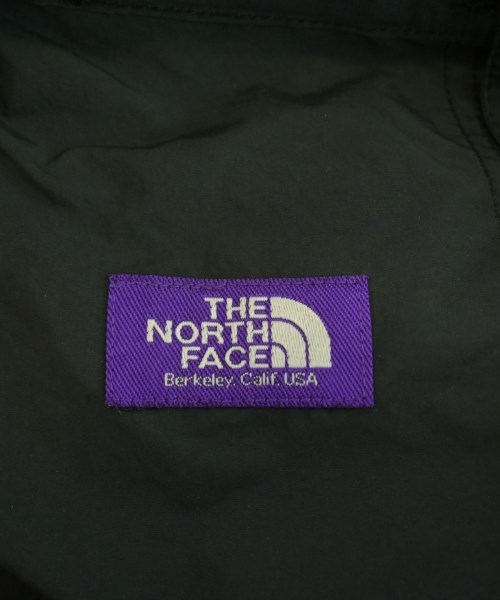 THE
NORTH
FACE
Berkeley, Calif. USA